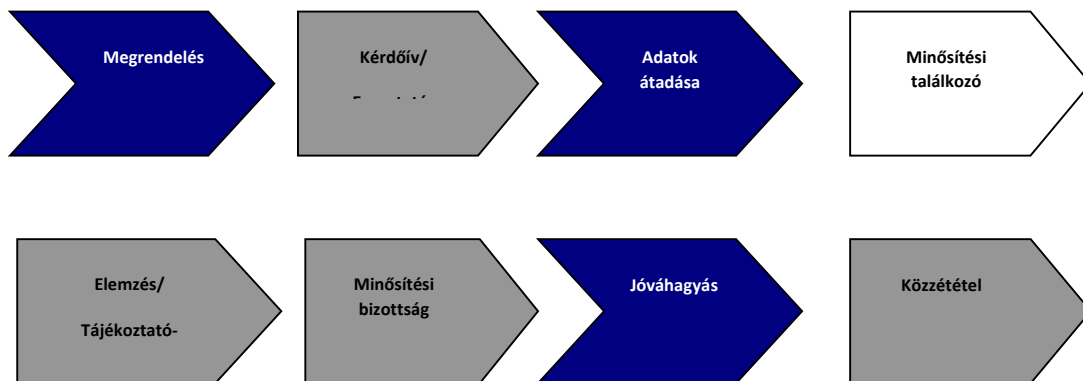 Megrendelés
Kérdőív/
Adatok
átadása
Minősítési
találkozó
Elemzés/
Tájékoztató-
Minősítési
bizottság
Jóváhagyás
Közzététel